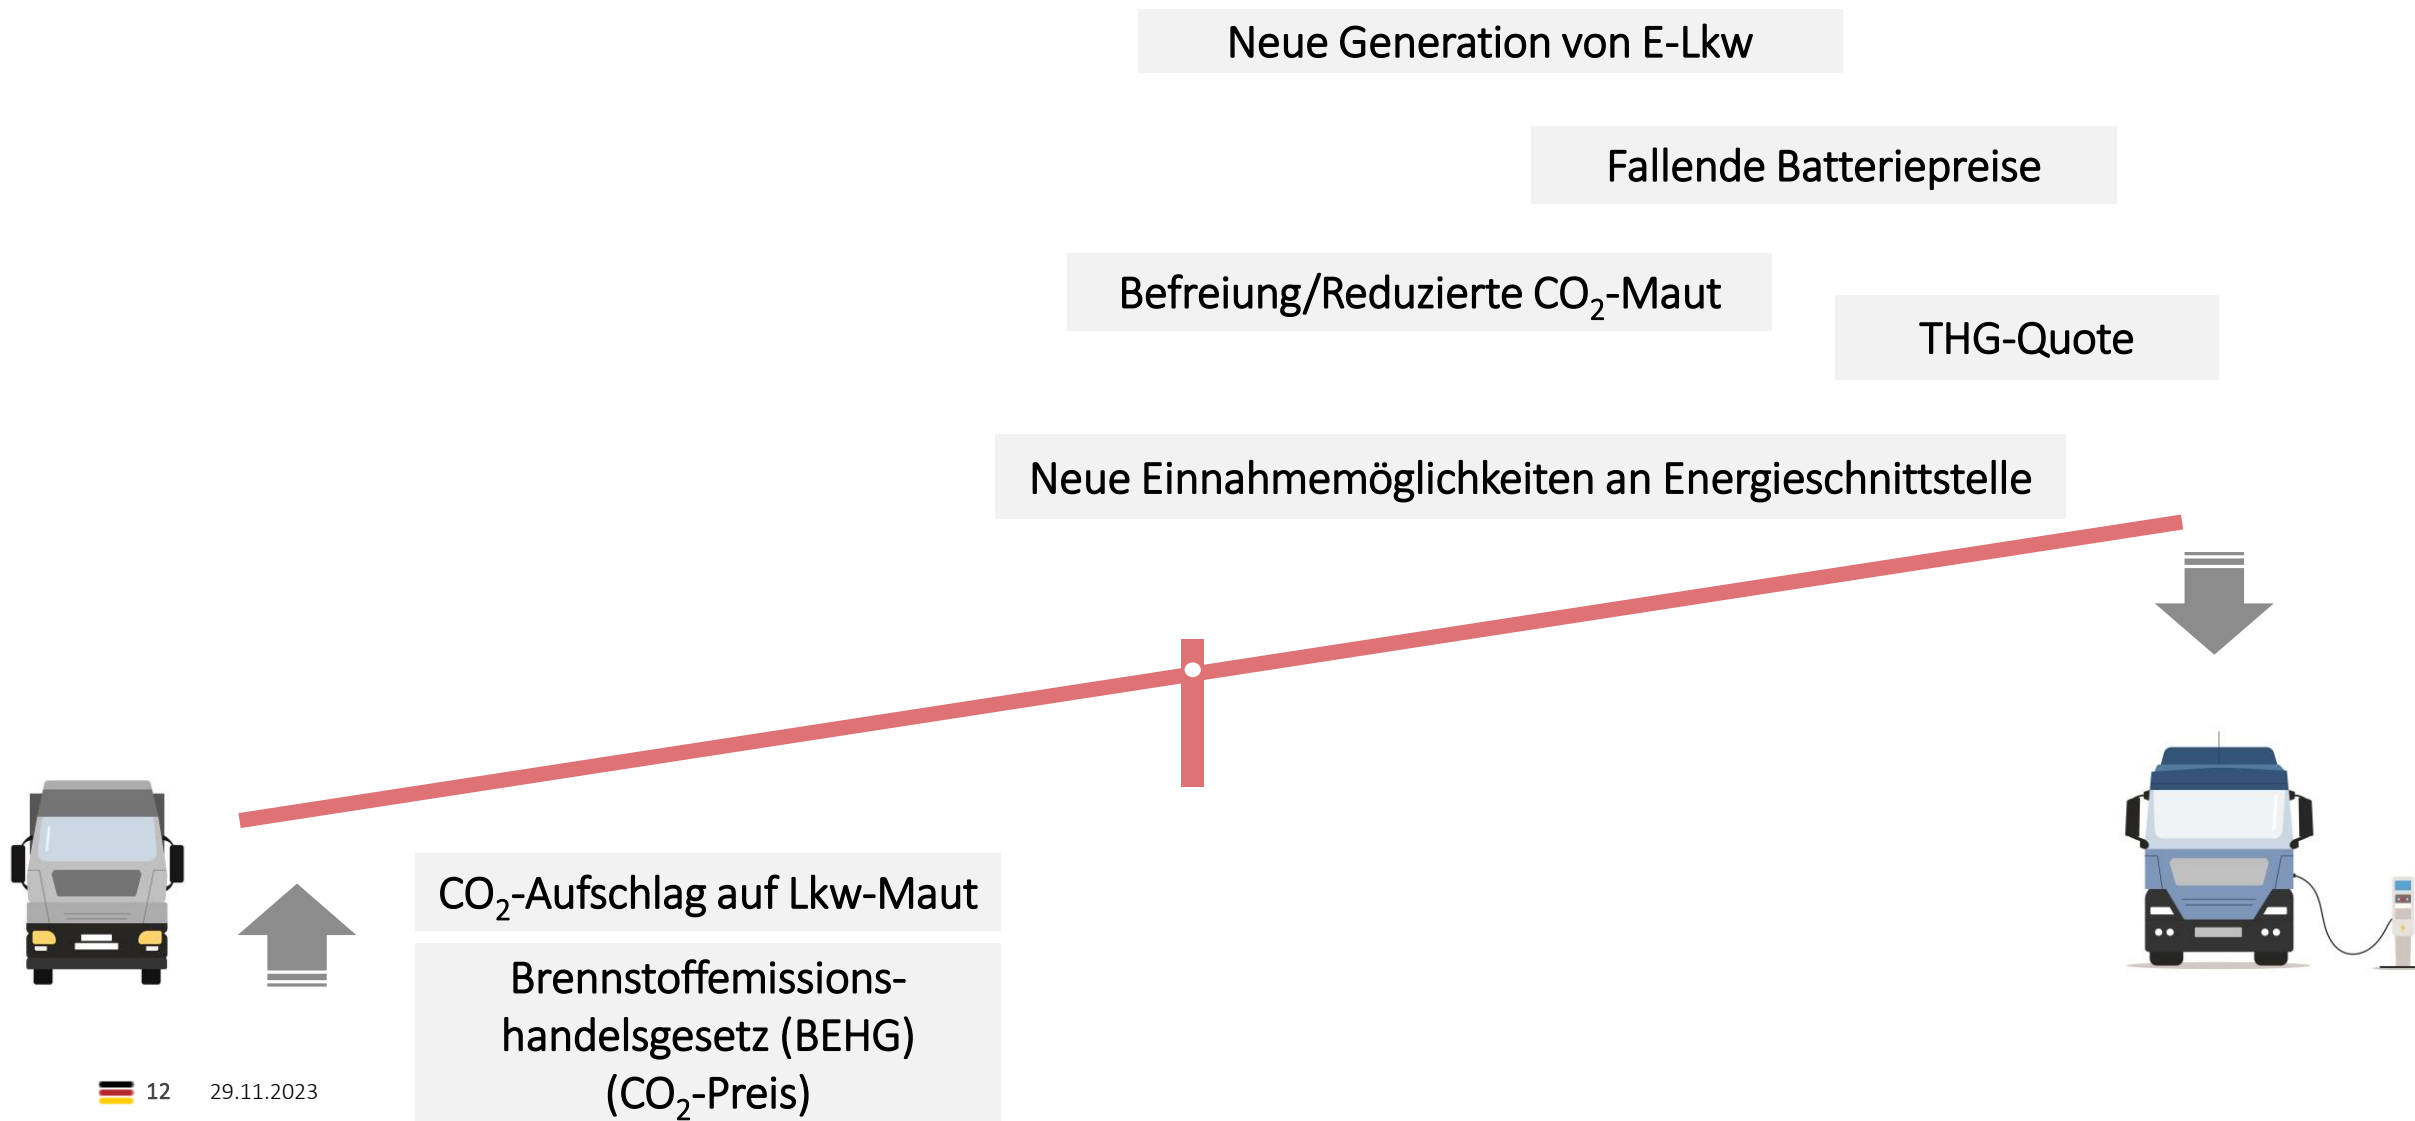 Neue Generation von E-Lkw
Fallende Batteriepreise
Befreiung/Reduzierte CO₂-Maut
THG-Quote
Neue Einnahmemöglichkeiten an Energieschnittstelle
CO₂-Aufschlag auf Lkw-Maut
Brennstoffemissions-
handelsgesetz (BEHG)
(CO₂-Preis)
12 29.11.2023